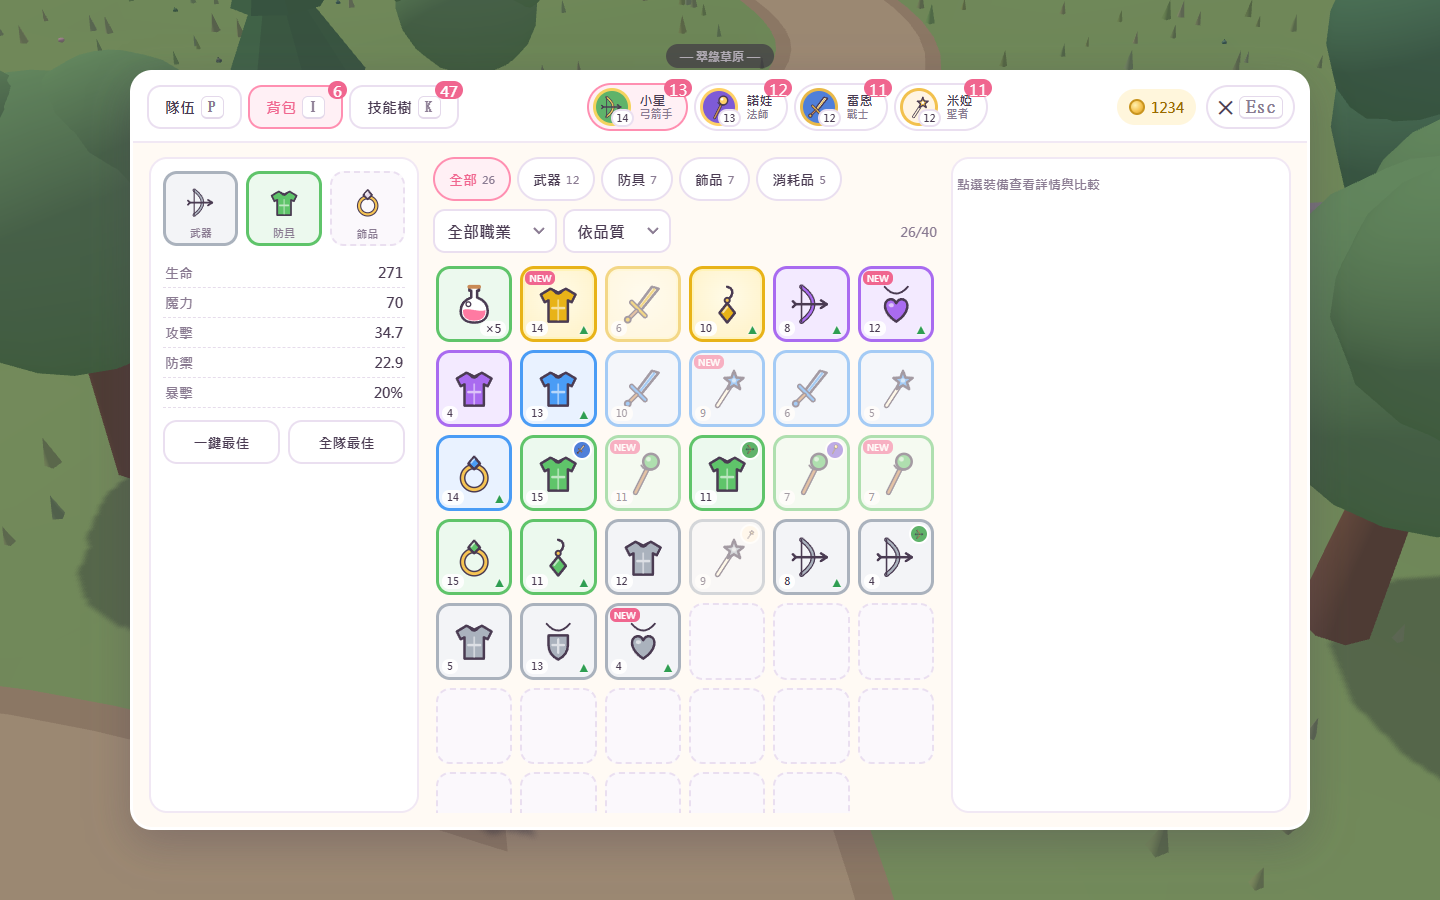 — 翠綠草原 —
隊伍 P
背包 I 6
技能樹 K 47
小星 弓箭手 14 13
諾娃 法師 13 12
雷恩 戰士 12 11
米婭 聖者 12 11
1234
× Esc
武器
防具
飾品
生命 271
魔力 70
攻擊 34.7
防禦 22.9
暴擊 20%
一鍵最佳 全隊最佳
全部 26 武器 12 防具 7 飾品 7 消耗品 5
全部職業 依品質 26/40
×5 NEW 14 ▲ 6 10 ▲ 8 ▲ NEW 12 ▲
4 13 ▲ 10 NEW 9 6 5
14 ▲ 15 NEW 11 11 7 NEW 7
15 ▲ 11 ▲ 12 9 8 ▲ 4
5 13 ▲ NEW 4 ▲
點選裝備查看詳情與比較